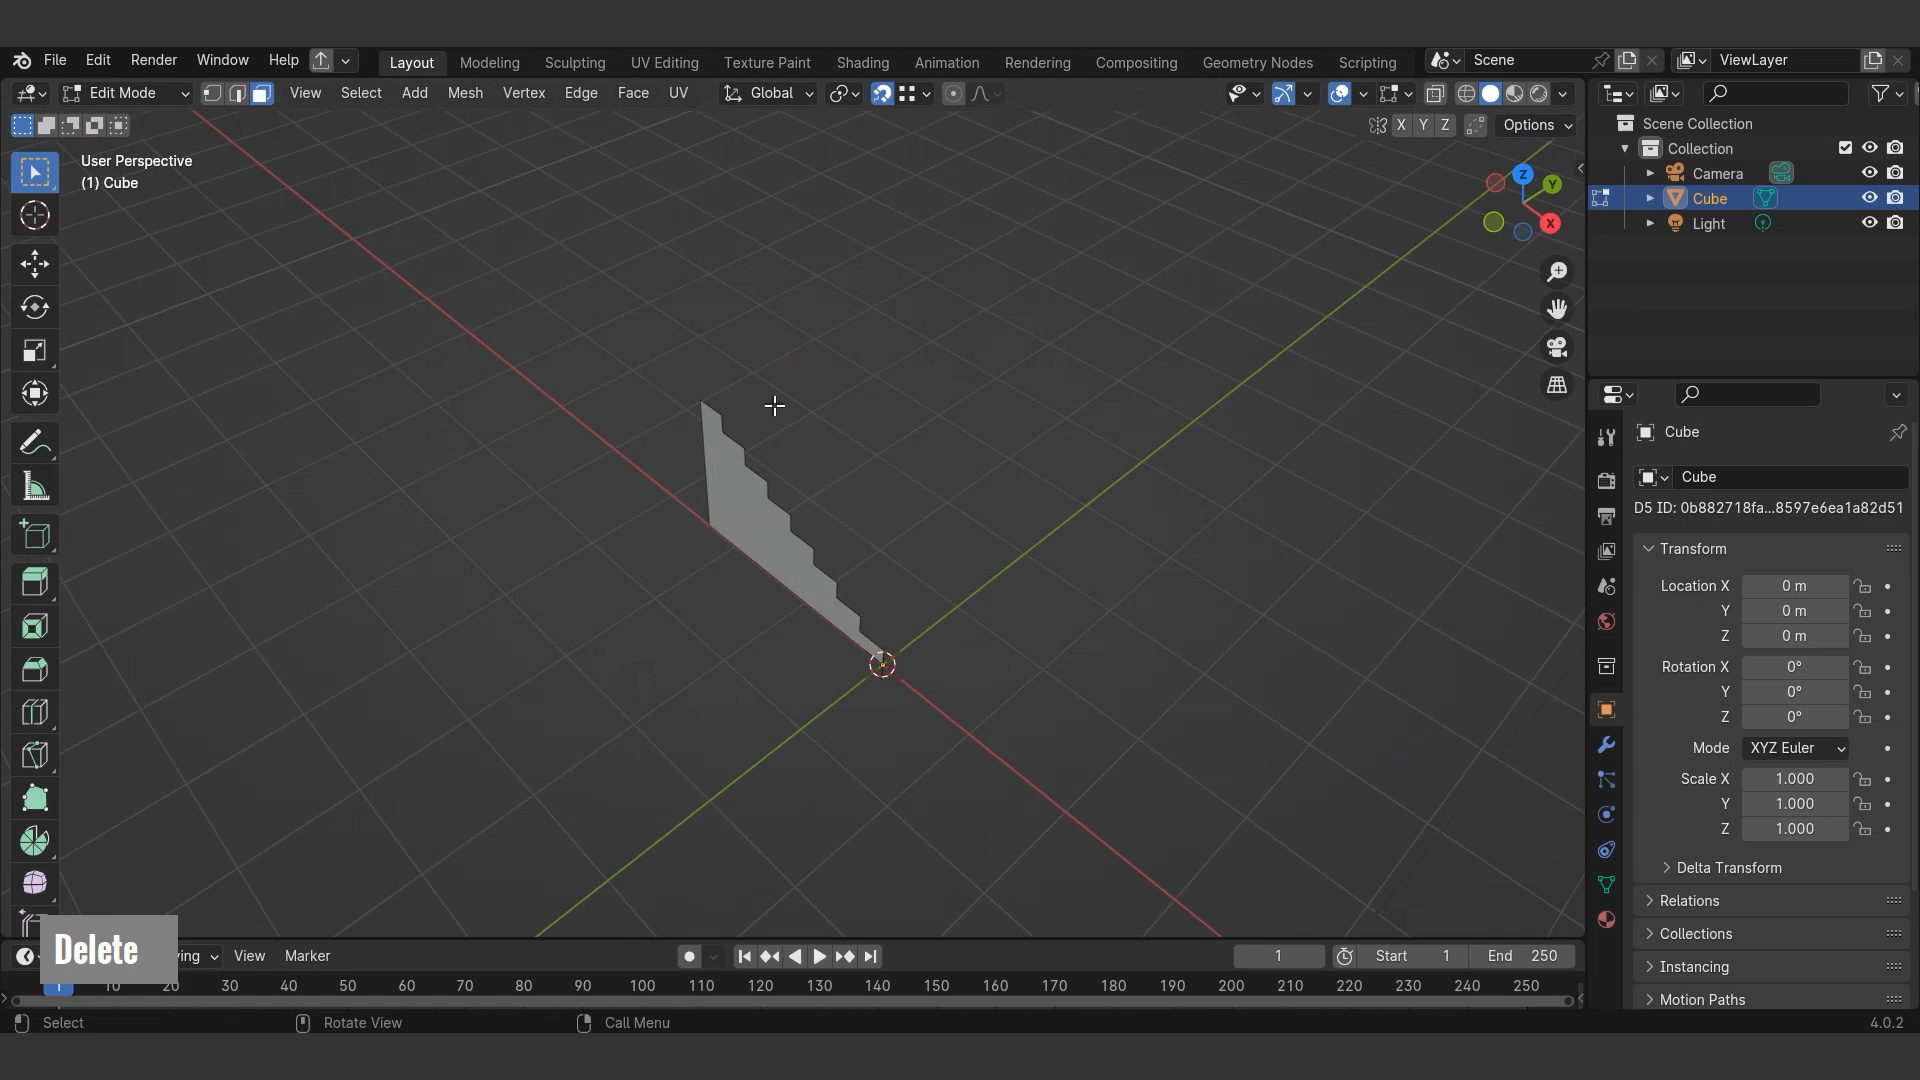 File Edit Render Window Help Layout Modeling Sculpting UV Editing Texture Paint Shading Animation Rendering Compositing Geometry Nodes Scripting Scene ViewLayer
Edit Mode View Select Add Mesh Vertex Edge Face UV Global
X Y Z Options
User Perspective
(1) Cube
Z
Y
X
Scene Collection
Collection
Camera
Cube
Light
Cube
Cube
D5 ID: 0b882718fa...8597e6ea1a82d51
Transform
Location X 0 m
Y 0 m
Z 0 m
Rotation X 0°
Y 0°
Z 0°
Mode XYZ Euler
Scale X 1.000
Y 1.000
Z 1.000
Delta Transform
Relations
Collections
Instancing
Motion Paths
Delete
ying View Marker 1 Start 1 End 250
1 10 20 30 40 50 60 70 80 90 100 110 120 130 140 150 160 170 180 190 200 210 220 230 240 250
Select Rotate View Call Menu 4.0.2